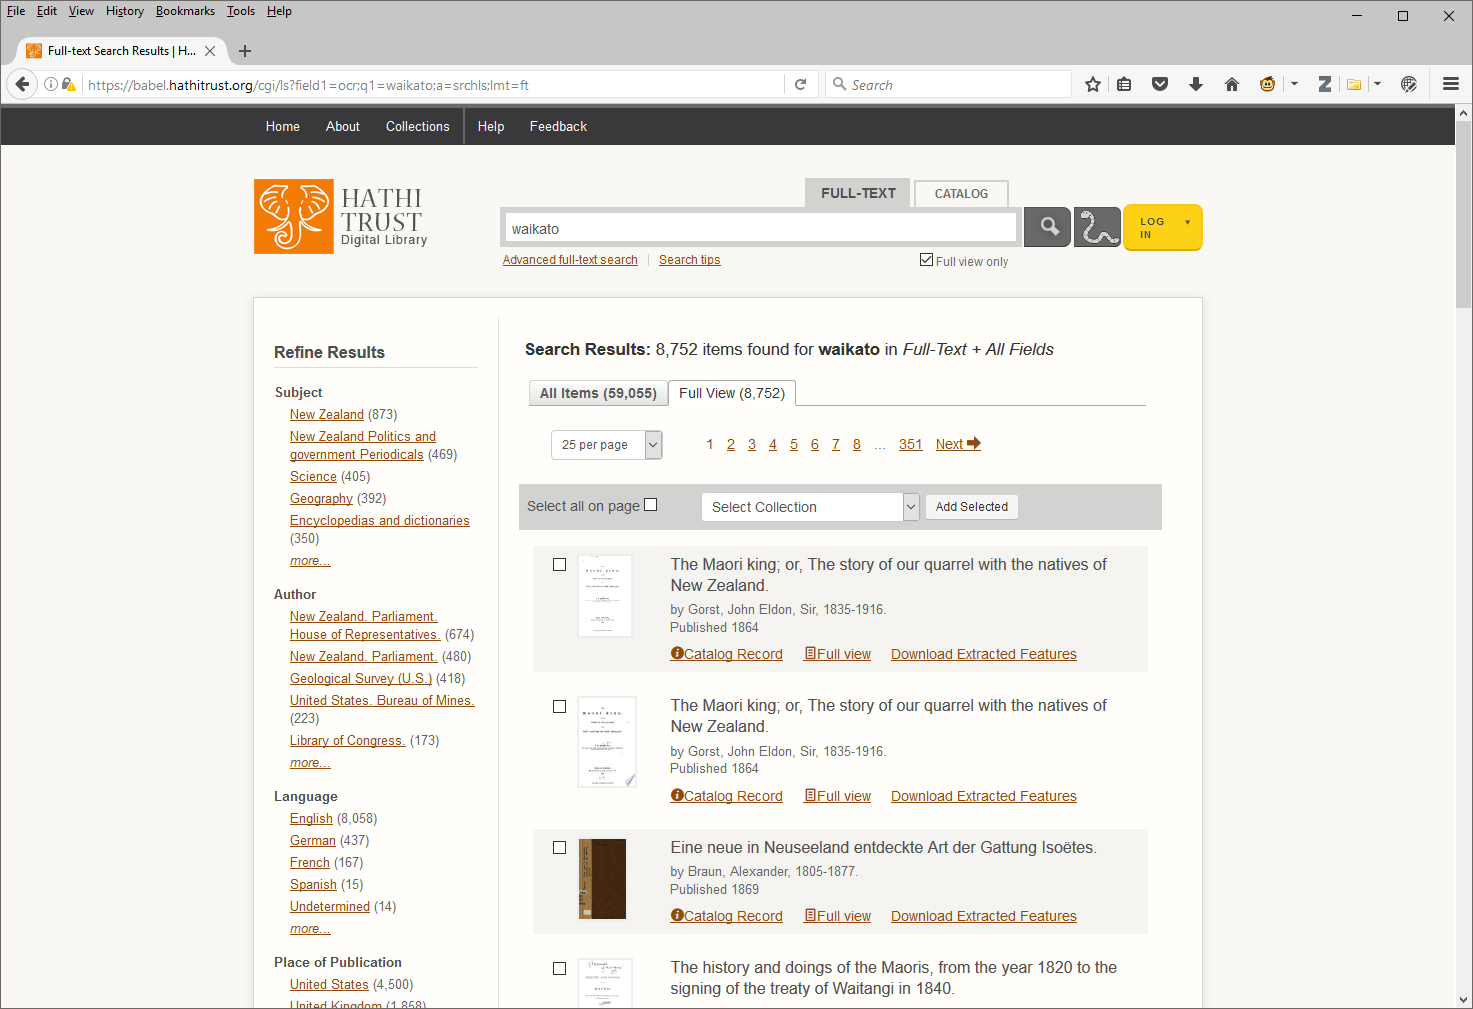 File Edit View History Bookmarks Tools Help
Full-text Search Results | H...
https://babel.hathitrust.org/cgi/ls?field1=ocr;q1=waikato;a=srchls;lmt=ft
Search
Home About Collections Help Feedback
HATHI
TRUST
Digital Library
FULL-TEXT CATALOG
waikato
LOG
IN
Advanced full-text search Search tips
Full view only
Refine Results
Subject
New Zealand (873)
New Zealand Politics and
government Periodicals (469)
Science (405)
Geography (392)
Encyclopedias and dictionaries
(350)
more...
Author
New Zealand. Parliament.
House of Representatives. (674)
New Zealand. Parliament. (480)
Geological Survey (U.S.) (418)
United States. Bureau of Mines.
(223)
Library of Congress. (173)
more...
Language
English (8,058)
German (437)
French (167)
Spanish (15)
Undetermined (14)
more...
Place of Publication
United States (4,500)
United Kingdom (1,858)
Search Results: 8,752 items found for waikato in Full-Text + All Fields
All Items (59,055) Full View (8,752)
25 per page
1 2 3 4 5 6 7 8 ... 351 Next
Select all on page
Select Collection
Add Selected
The Maori king; or, The story of our quarrel with the natives of
New Zealand.
by Gorst, John Eldon, Sir, 1835-1916.
Published 1864
Catalog Record Full view Download Extracted Features
The Maori king; or, The story of our quarrel with the natives of
New Zealand.
by Gorst, John Eldon, Sir, 1835-1916.
Published 1864
Catalog Record Full view Download Extracted Features
Eine neue in Neuseeland entdeckte Art der Gattung Isoëtes.
by Braun, Alexander, 1805-1877.
Published 1869
Catalog Record Full view Download Extracted Features
The history and doings of the Maoris, from the year 1820 to the
signing of the treaty of Waitangi in 1840.